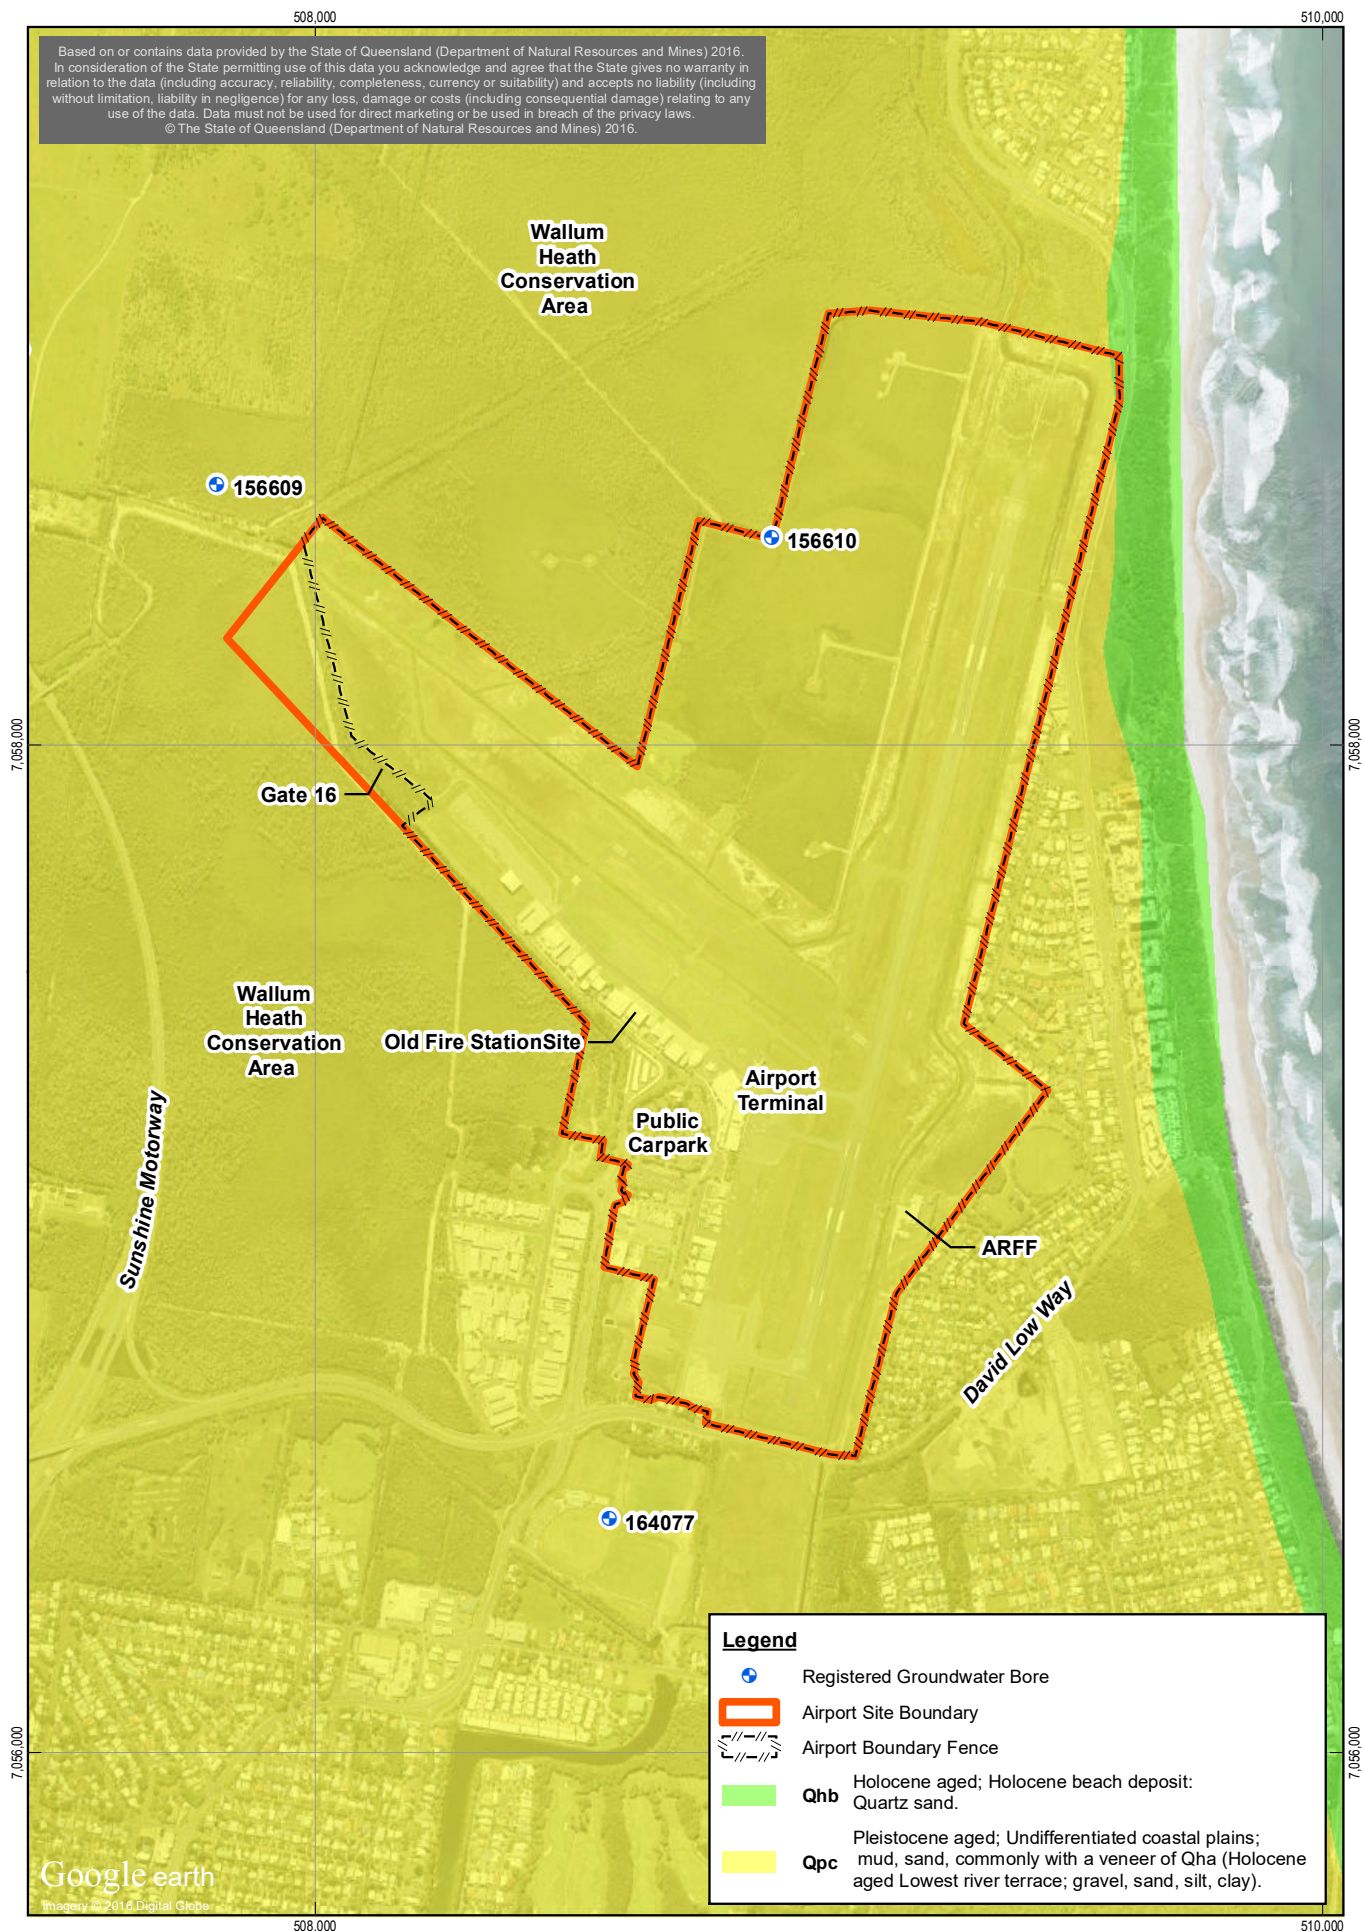 508,000
510,000
Based on or contains data provided by the State of Queensland (Department of Natural Resources and Mines) 2016.
In consideration of the State permitting use of this data you acknowledge and agree that the State gives no warranty in
relation to the data (including accuracy, reliability, completeness, currency or suitability) and accepts no liability (including
without limitation, liability in negligence) for any loss, damage or costs (including consequential damage) relating to any
use of the data. Data must not be used for direct marketing or be used in breach of the privacy laws.
© The State of Queensland (Department of Natural Resources and Mines) 2016.
Wallum
Heath
Conservation
Area
156609
156610
7,058,000
7,058,000
Gate 16
Wallum
Heath
Conservation
Area
Old Fire StationSite
Airport
Terminal
Public
Carpark
Sunshine Motorway
ARFF
David Low Way
164077
Legend
Registered Groundwater Bore
Airport Site Boundary
Airport Boundary Fence
Qhb
Holocene aged; Holocene beach deposit:
Quartz sand.
Qpc
Pleistocene aged; Undifferentiated coastal plains;
mud, sand, commonly with a veneer of Qha (Holocene
aged Lowest river terrace; gravel, sand, silt, clay).
7,056,000
7,056,000
Google earth
Imagery © 2016 Digital Globe
508,000
510,000